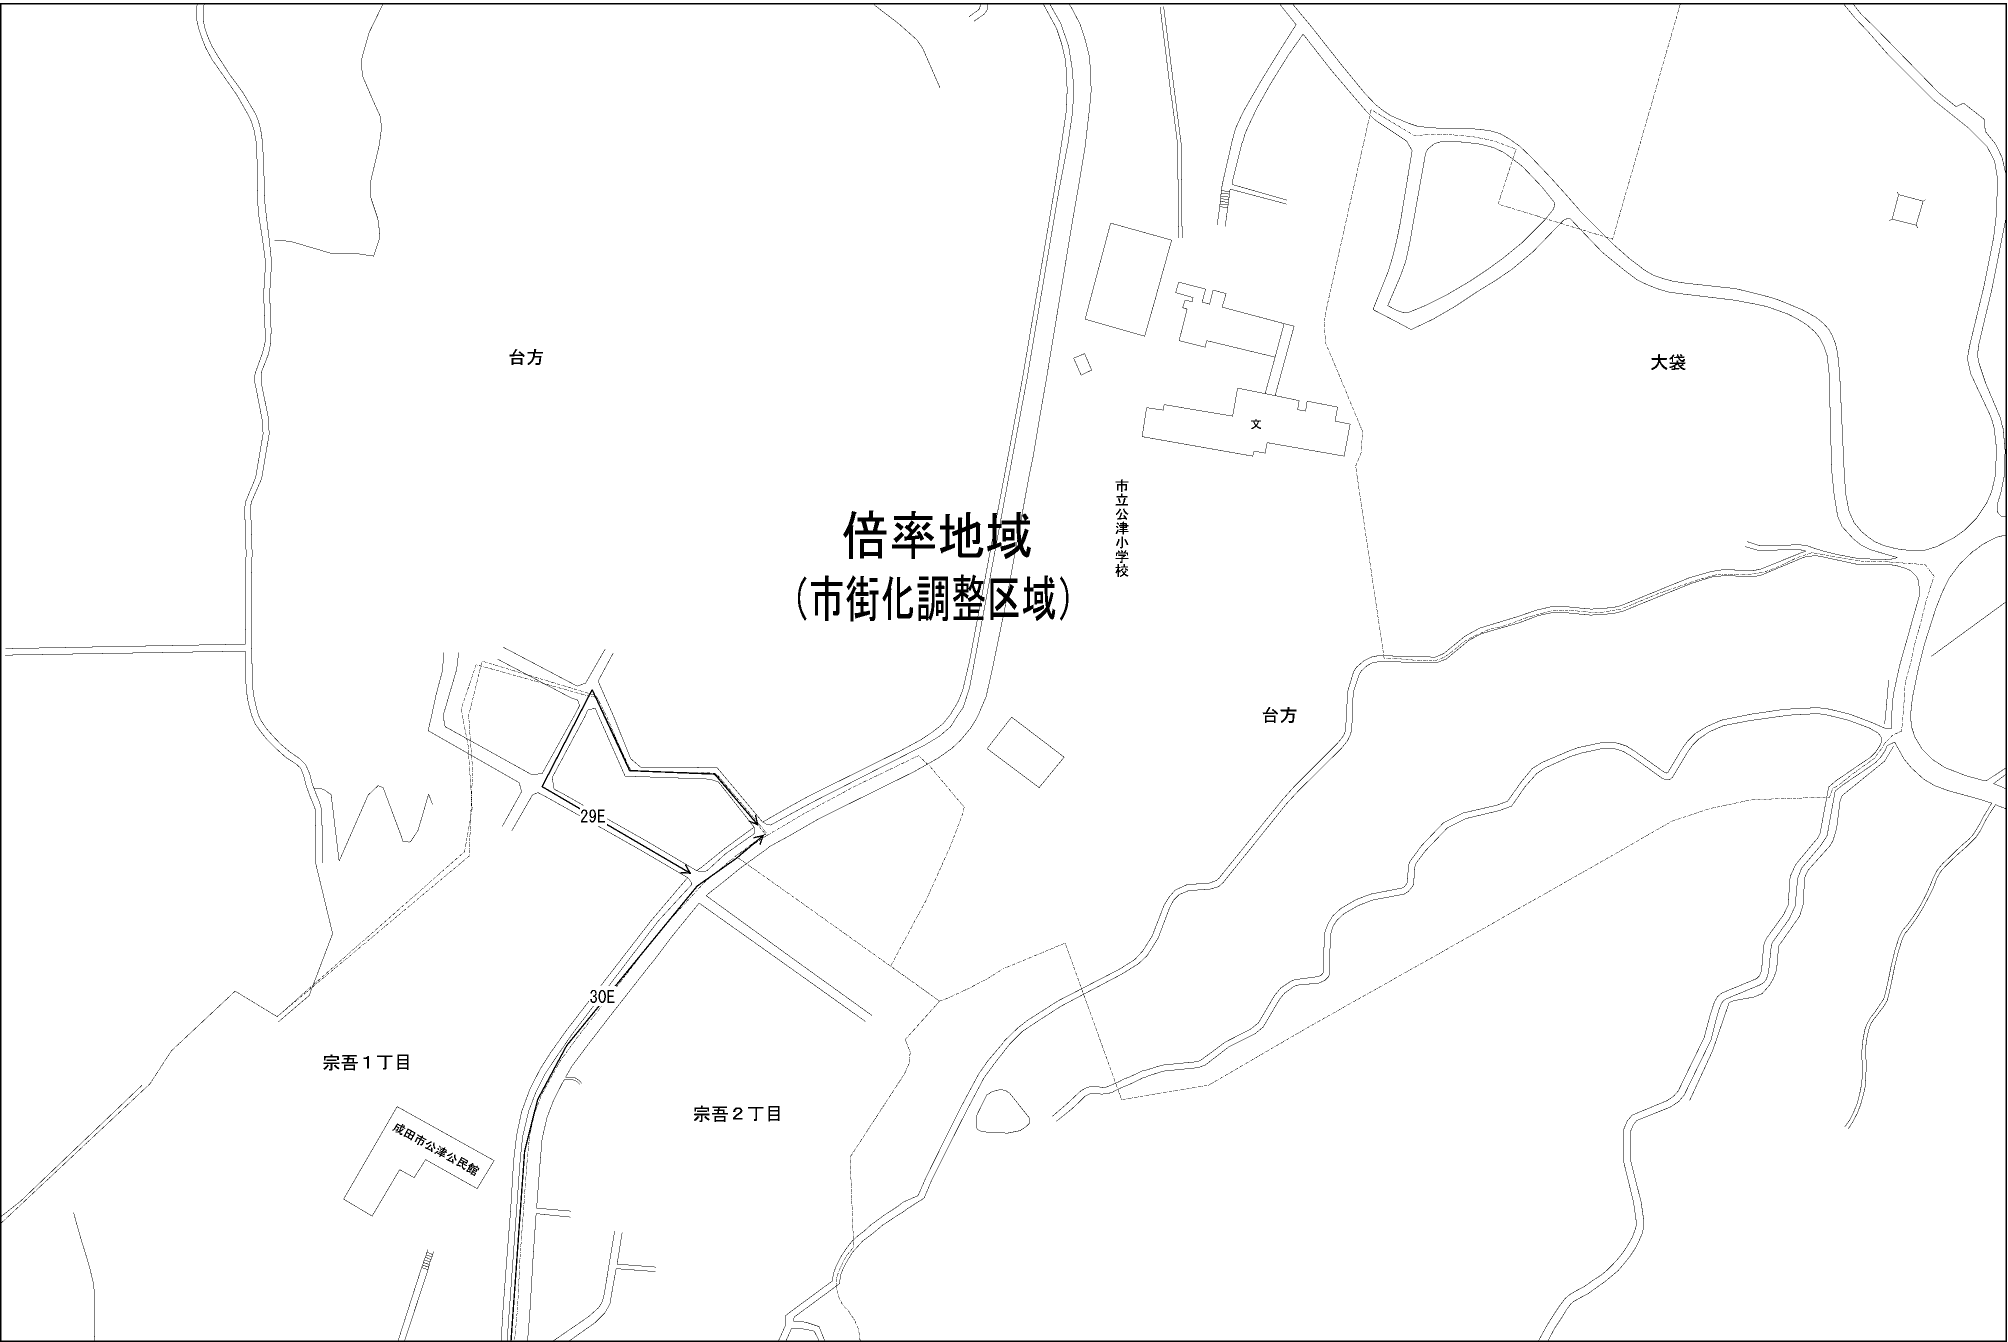 台方
大袋
文
市立公津小学校
倍率地域
(市街化調整区域)
台方
29E
30E
宗吾１丁目
宗吾２丁目
成田市公津公民館